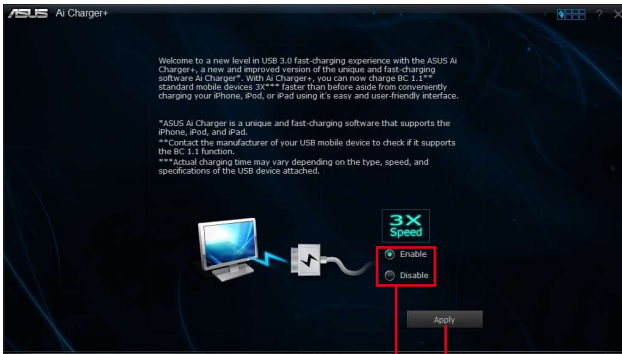 ASUS Ai Charger+
?
Welcome to a new level in USB 3.0 fast-charging experience with the ASUS Ai
Charger+, a new and improved version of the unique and fast-charging
software Ai Charger*. With Ai Charger+, you can now charge BC 1.1**
standard mobile devices 3X*** faster than before aside from conveniently
charging your iPhone, iPod, or iPad using it's easy and user-friendly interface.
*ASUS Ai Charger is a unique and fast-charging software that supports the
iPhone, iPod, and iPad.
**Contact the manufacturer of your USB mobile device to check if it supports
the BC 1.1 function.
***Actual charging time may vary depending on the type, speed, and
specifications of the USB device attached.
3X
Speed
Enable
Disable
Apply